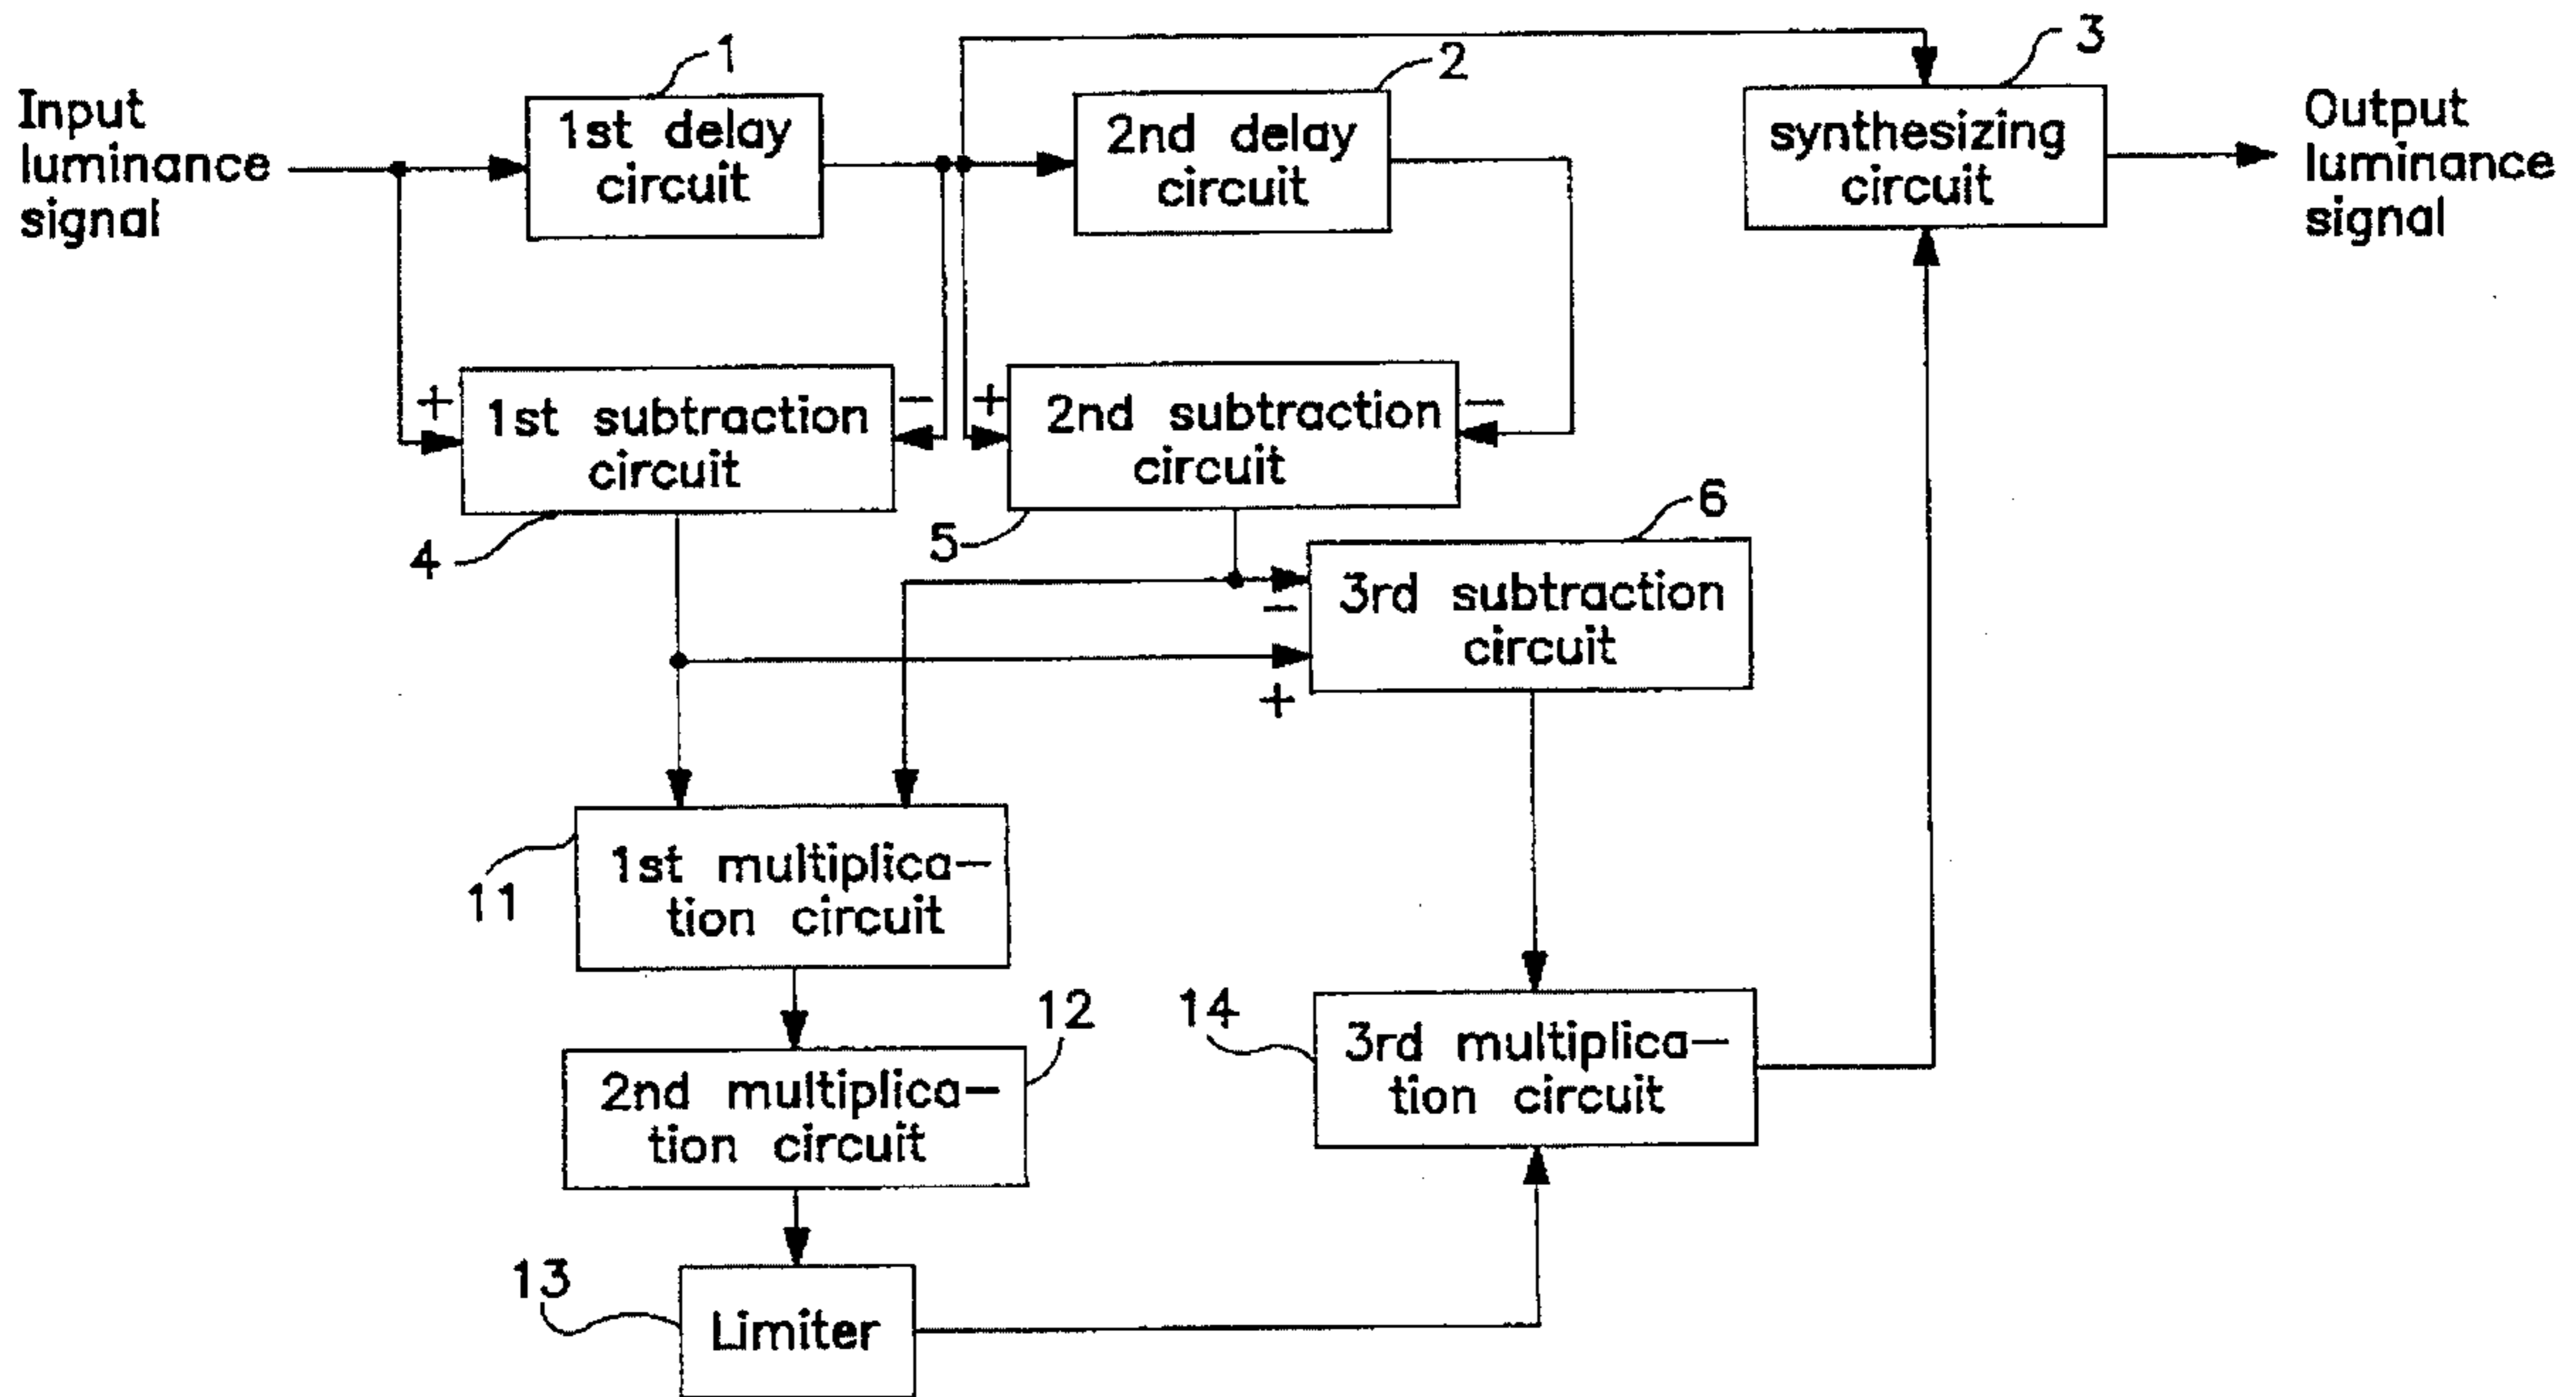 1
2
3
Input
luminance
signal
1st delay
circuit
2nd delay
circuit
synthesizing
circuit
Output
luminance
signal
+
1st subtraction
circuit
−
+
2nd subtraction
circuit
−
4
5
6
−
3rd subtraction
circuit
+
11
1st multiplica-
tion circuit
12
2nd multiplica-
tion circuit
14
3rd multiplica-
tion circuit
13
Limiter